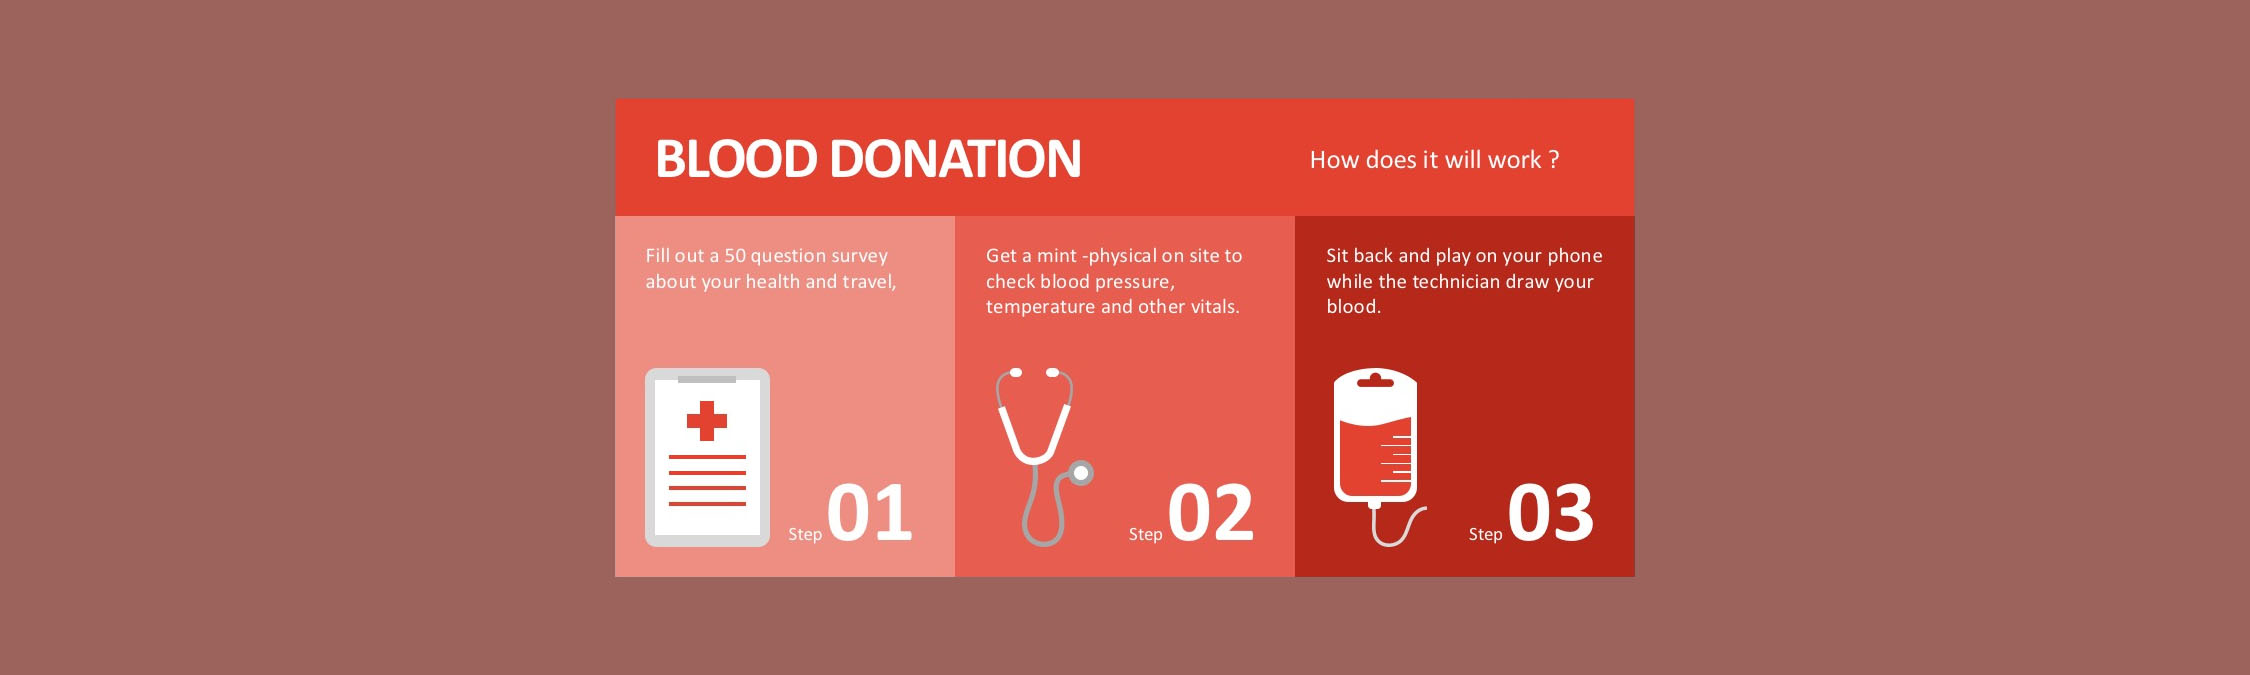 BLOOD DONATION
How does it will work ?
Fill out a 50 question survey
about your health and travel,
Step 01
Get a mint -physical on site to
check blood pressure,
temperature and other vitals.
Step 02
Sit back and play on your phone
while the technician draw your
blood.
Step 03